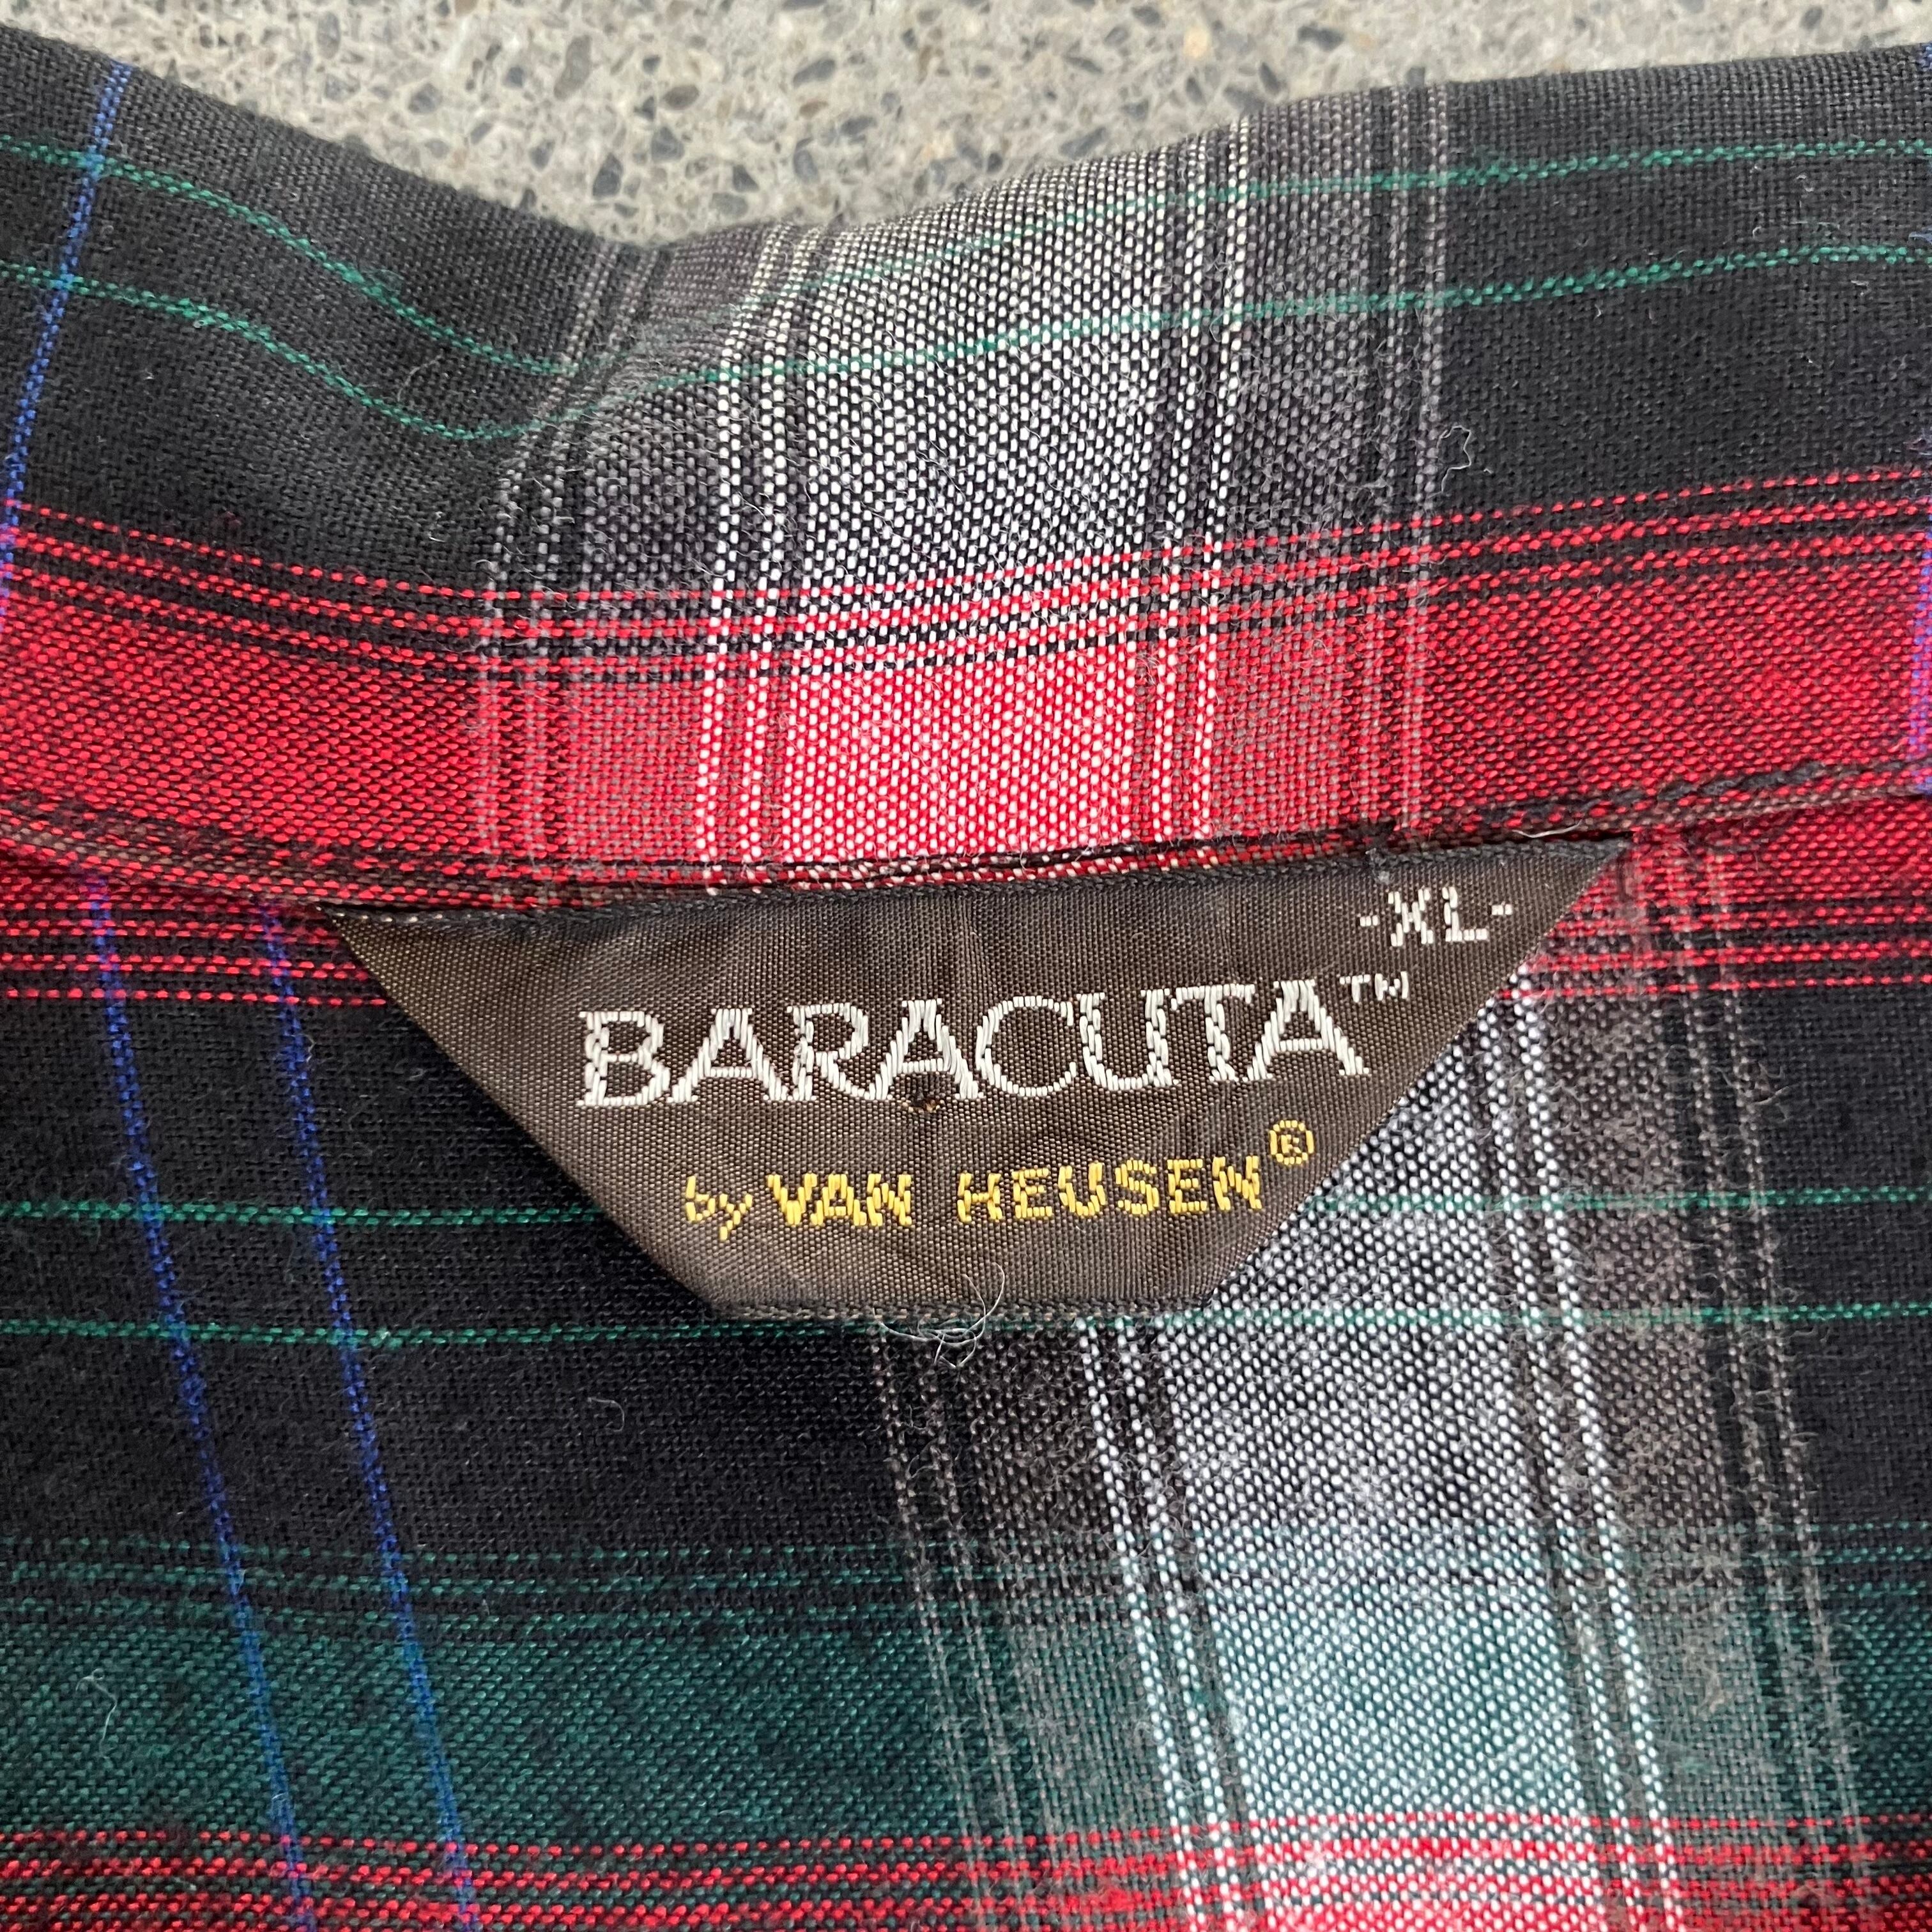 -XL-
BARACUTA™
by VAN HEUSEN®